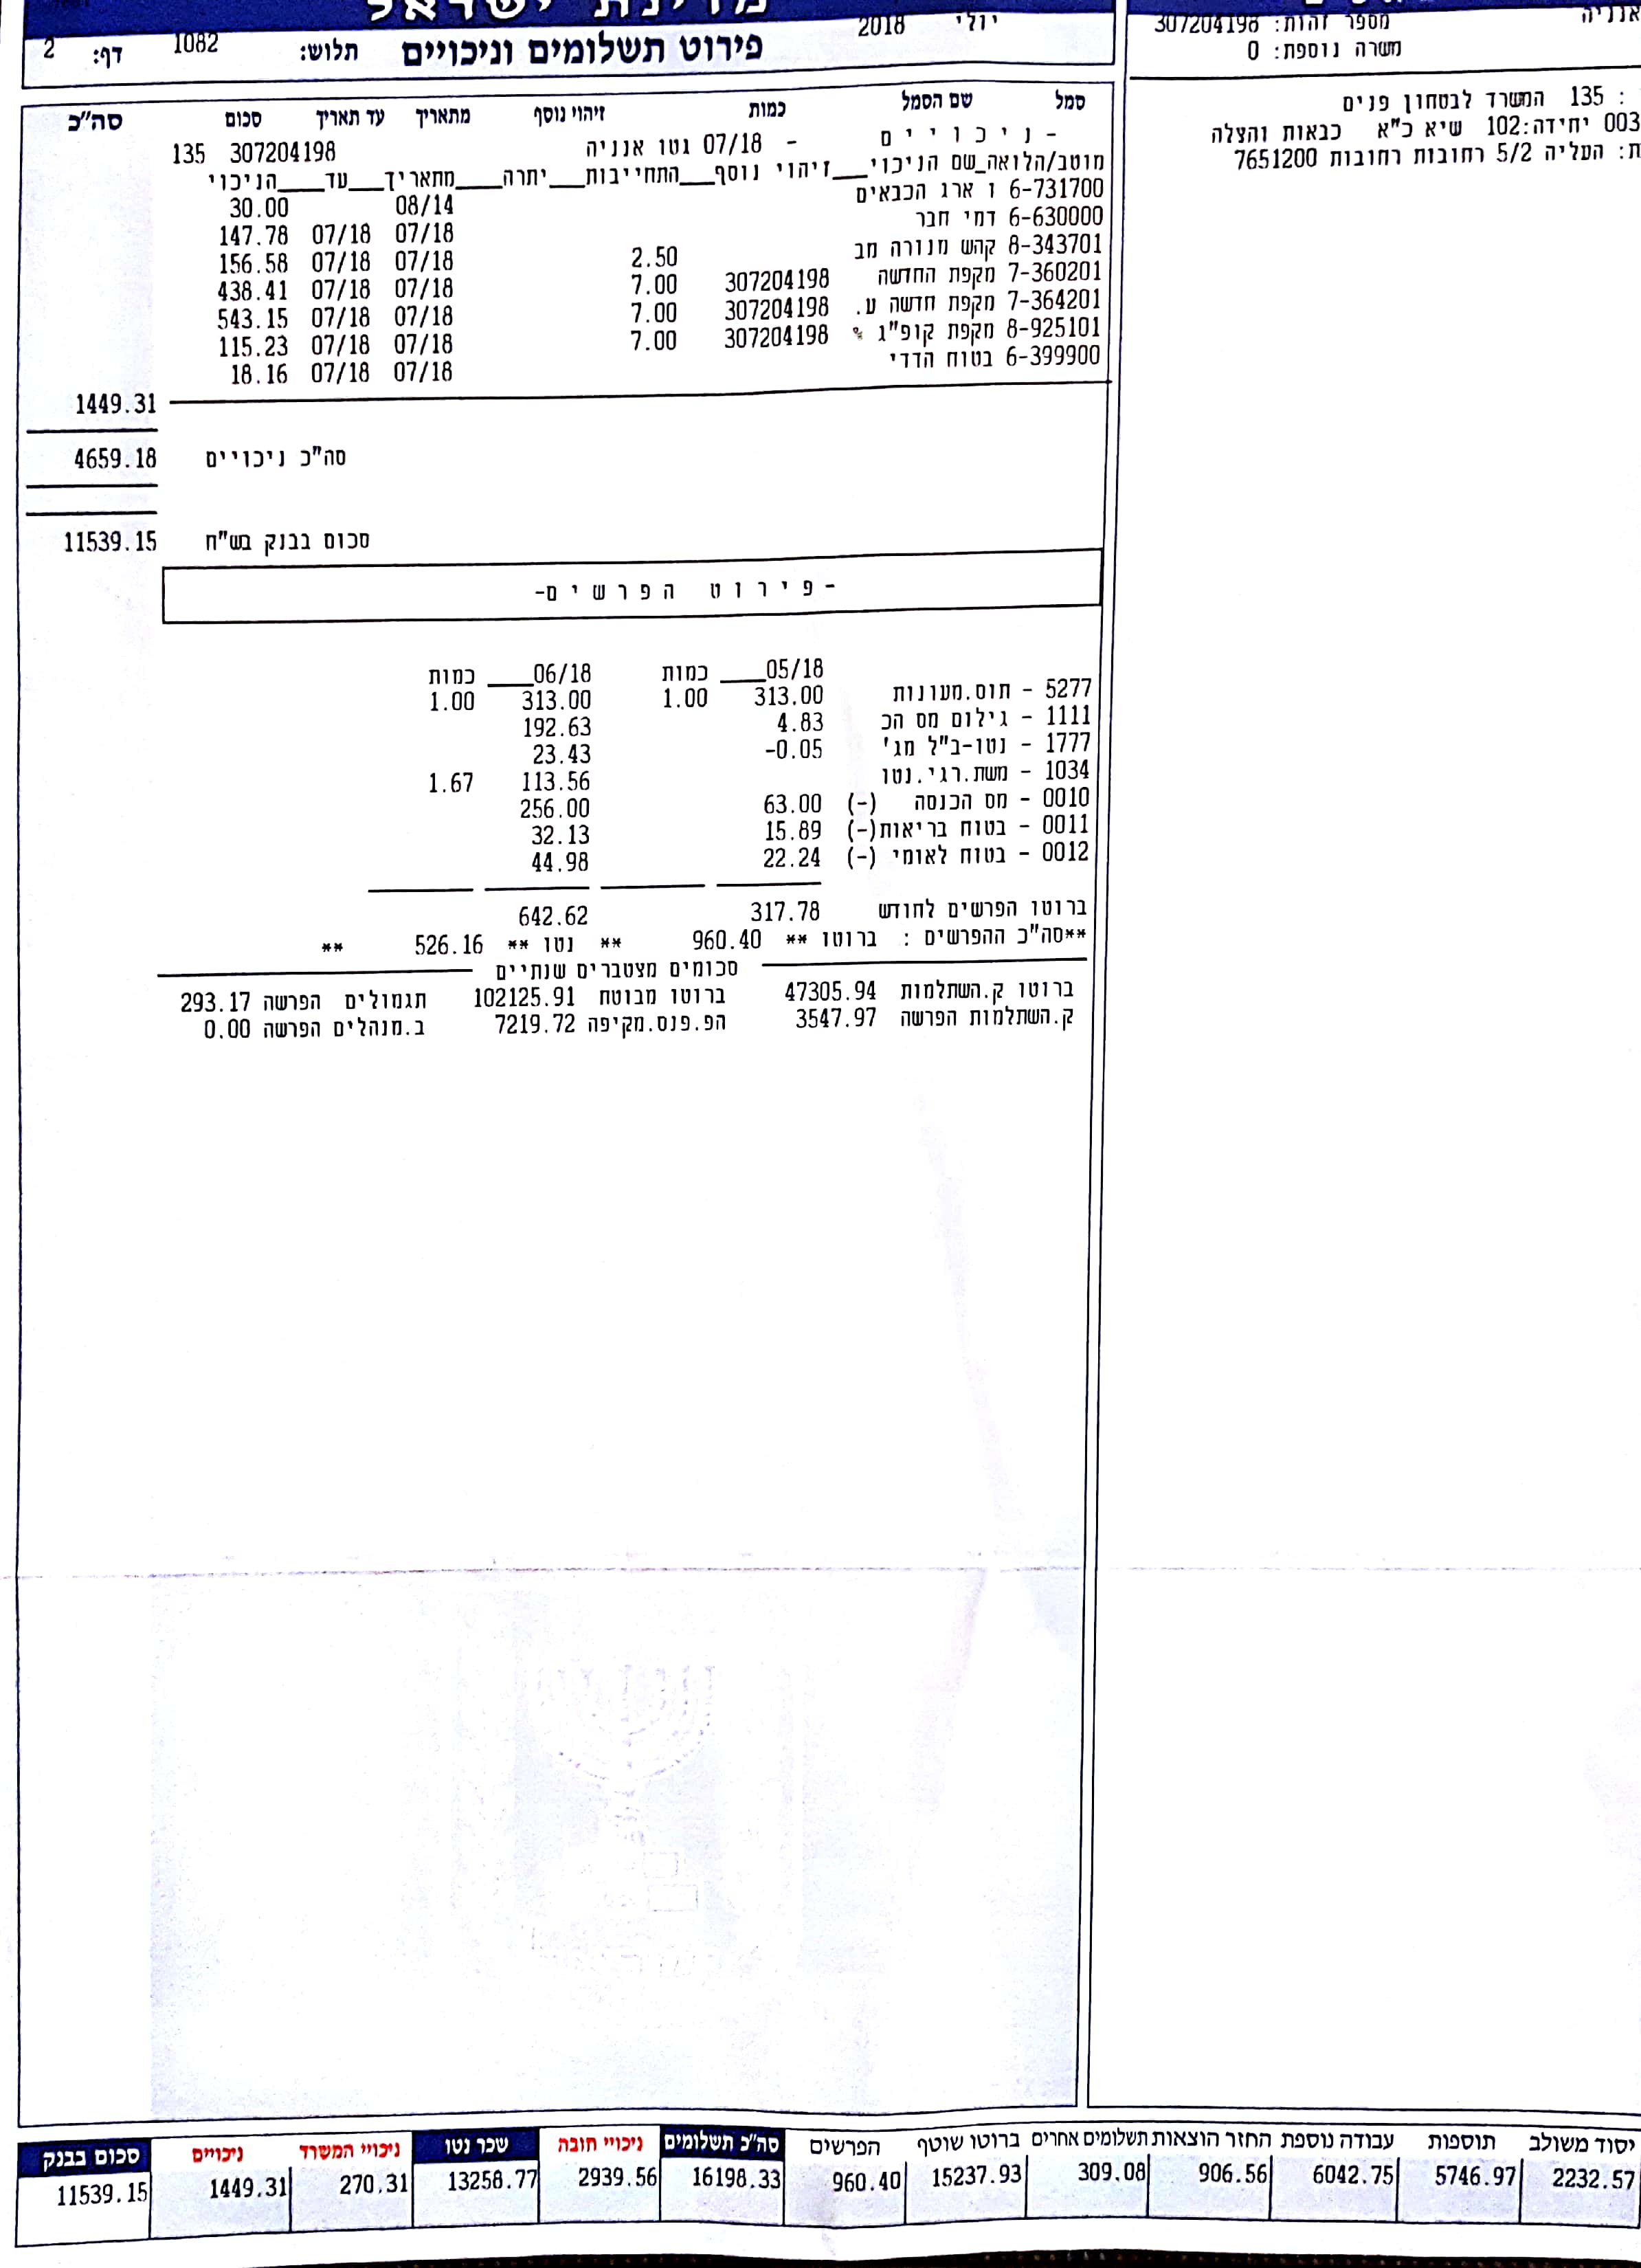 מדינת ישראל
אנניה
מספר זהות: 307204198
משרה נוספת: 0
יולי 2018
פירוט תשלומים וניכויים תלוש: 1082 דף: 2
: 135 המשרד לבטחון פנים
003 יחידה:102 שיא כ"א כבאות והצלה
ת: העליה 5/2 רחובות רחובות 7651200
סמל שם הסמל כמות זיהוי נוסף מתאריך עד תאריך סכום סה"כ
- נ י כ ו י י ם - 07/18 גטו אנניה 307204198 135
מוטב/הלואה_שם הניכוי___זיהוי נוסף___התחייבות___יתרה____מתאריך___עד____הניכוי
6-731700 ו ארג הכבאים 08/14 30.00
6-630000 דמי חבר 07/18 07/18 147.78
8-343701 קהש מנורה מב 2.50 07/18 07/18 156.58
7-360201 מקפת החדשה 307204198 7.00 07/18 07/18 438.41
7-364201 מקפת חדשה ע. 307204198 7.00 07/18 07/18 543.15
8-925101 מקפת קופ"ג % 307204198 7.00 07/18 07/18 115.23
6-399900 בטוח הדדי 07/18 07/18 18.16
1449.31
סה"כ ניכויים 4659.18
סכום בבנק בש"ח 11539.15
-פ י ר ו ט ה פ ר ש י ם-
05/18____ כמות 06/18____ כמות
5277 - תוס.מעונות 313.00 1.00 313.00 1.00
1111 - גילום מס הכ 4.83 192.63
1777 - נטו-ב"ל מג' -0.05 23.43
1034 - משת.רגי.נטו 113.56 1.67
0010 - מס הכנסה (-) 63.00 256.00
0011 - בטוח בריאות(-) 15.89 32.13
0012 - בטוח לאומי (-) 22.24 44.98
ברוטו הפרשים לחודש 317.78 642.62
**סה"כ ההפרשים : ברוטו ** 960.40 ** נטו ** 526.16 **
סכומים מצטברים שנתיים
ברוטו ק.השתלמות 47305.94 ברוטו מבוטח 102125.91 תגמולים הפרשה 293.17
ק.השתלמות הפרשה 3547.97 הפ.פנס.מקיפה 7219.72 ב.מנהלים הפרשה 0.00
יסוד משולב תוספות עבודה נוספת החזר הוצאות תשלומים אחרים ברוטו שוטף הפרשים סה"כ תשלומים ניכויי חובה שכר נטו ניכויי המשרד ניכויים סכום בבנק
2232.57 5746.97 6042.75 906.56 309.08 15237.93 960.40 16198.33 2939.56 13258.77 270.31 1449.31 11539.15